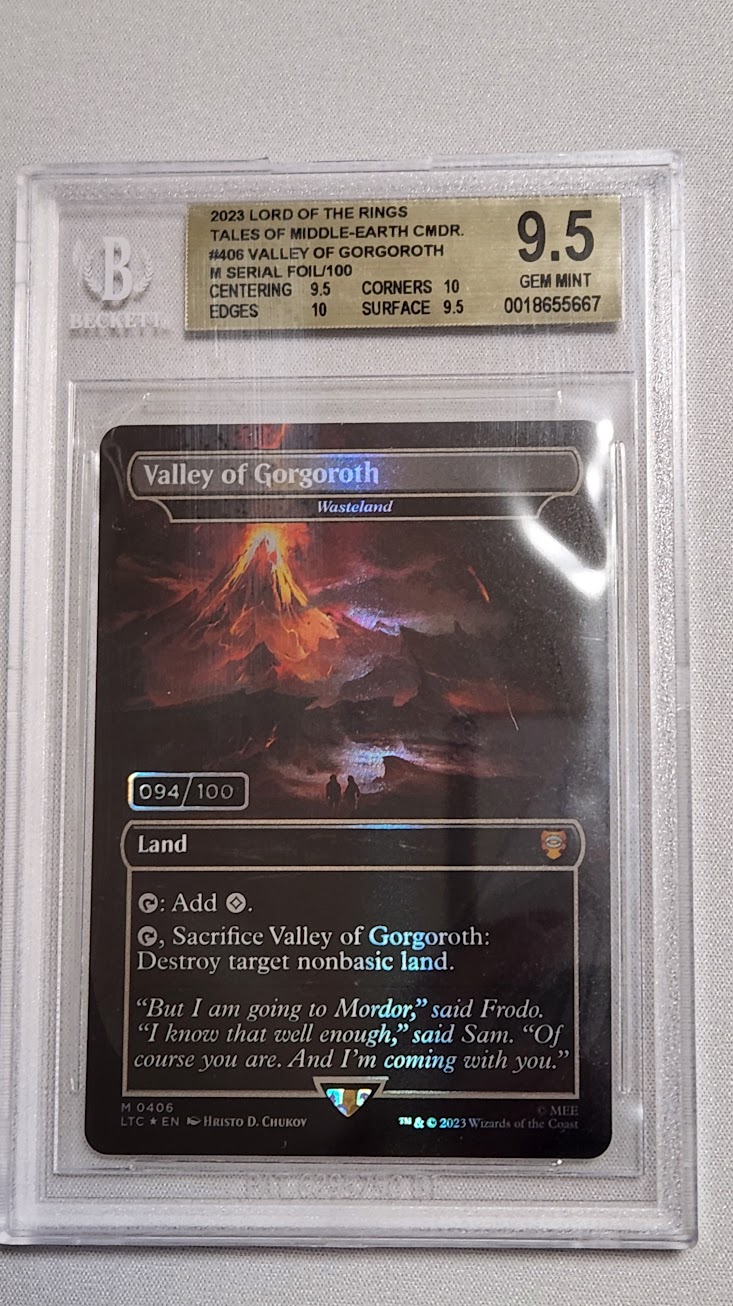 2023 LORD OF THE RINGS
TALES OF MIDDLE-EARTH CMDR.
#406 VALLEY OF GORGOROTH
M SERIAL FOIL/100
CENTERING 9.5 CORNERS 10
EDGES 10 SURFACE 9.5
9.5
GEM MINT
0018655667
B
BECKETT
Valley of Gorgoroth
Wasteland
094/100
Land
: Add .
, Sacrifice Valley of Gorgoroth:
Destroy target nonbasic land.
“But I am going to Mordor,” said Frodo.
“I know that well enough,” said Sam. “Of
course you are. And I’m coming with you.”
M 0406
LTC ★ EN HRISTO D. CHUKOV
© MEE
™ & © 2023 Wizards of the Coast